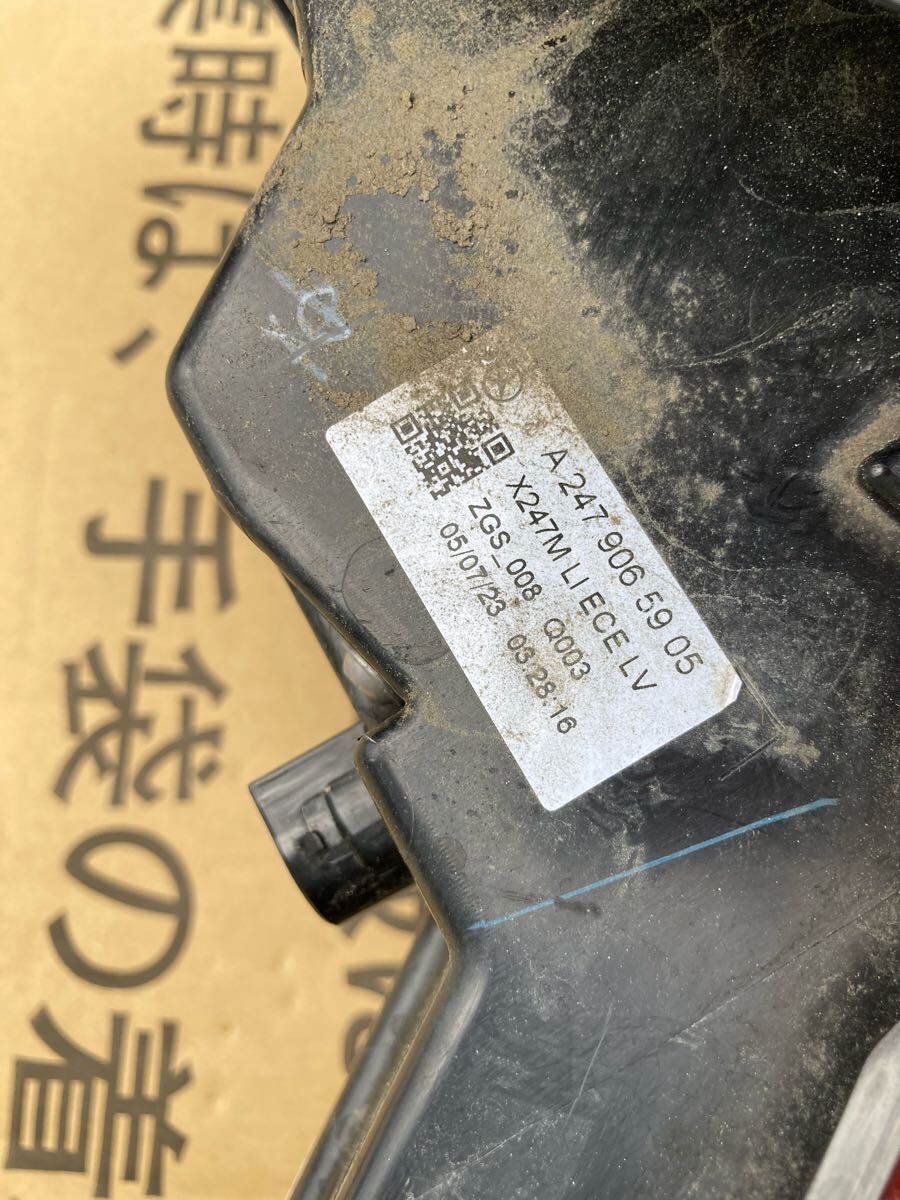 A 247 906 59 05
X247M LI ECE LV
ZGS_008 Q003
05/07/23 03:28:16
時は、手袋の着